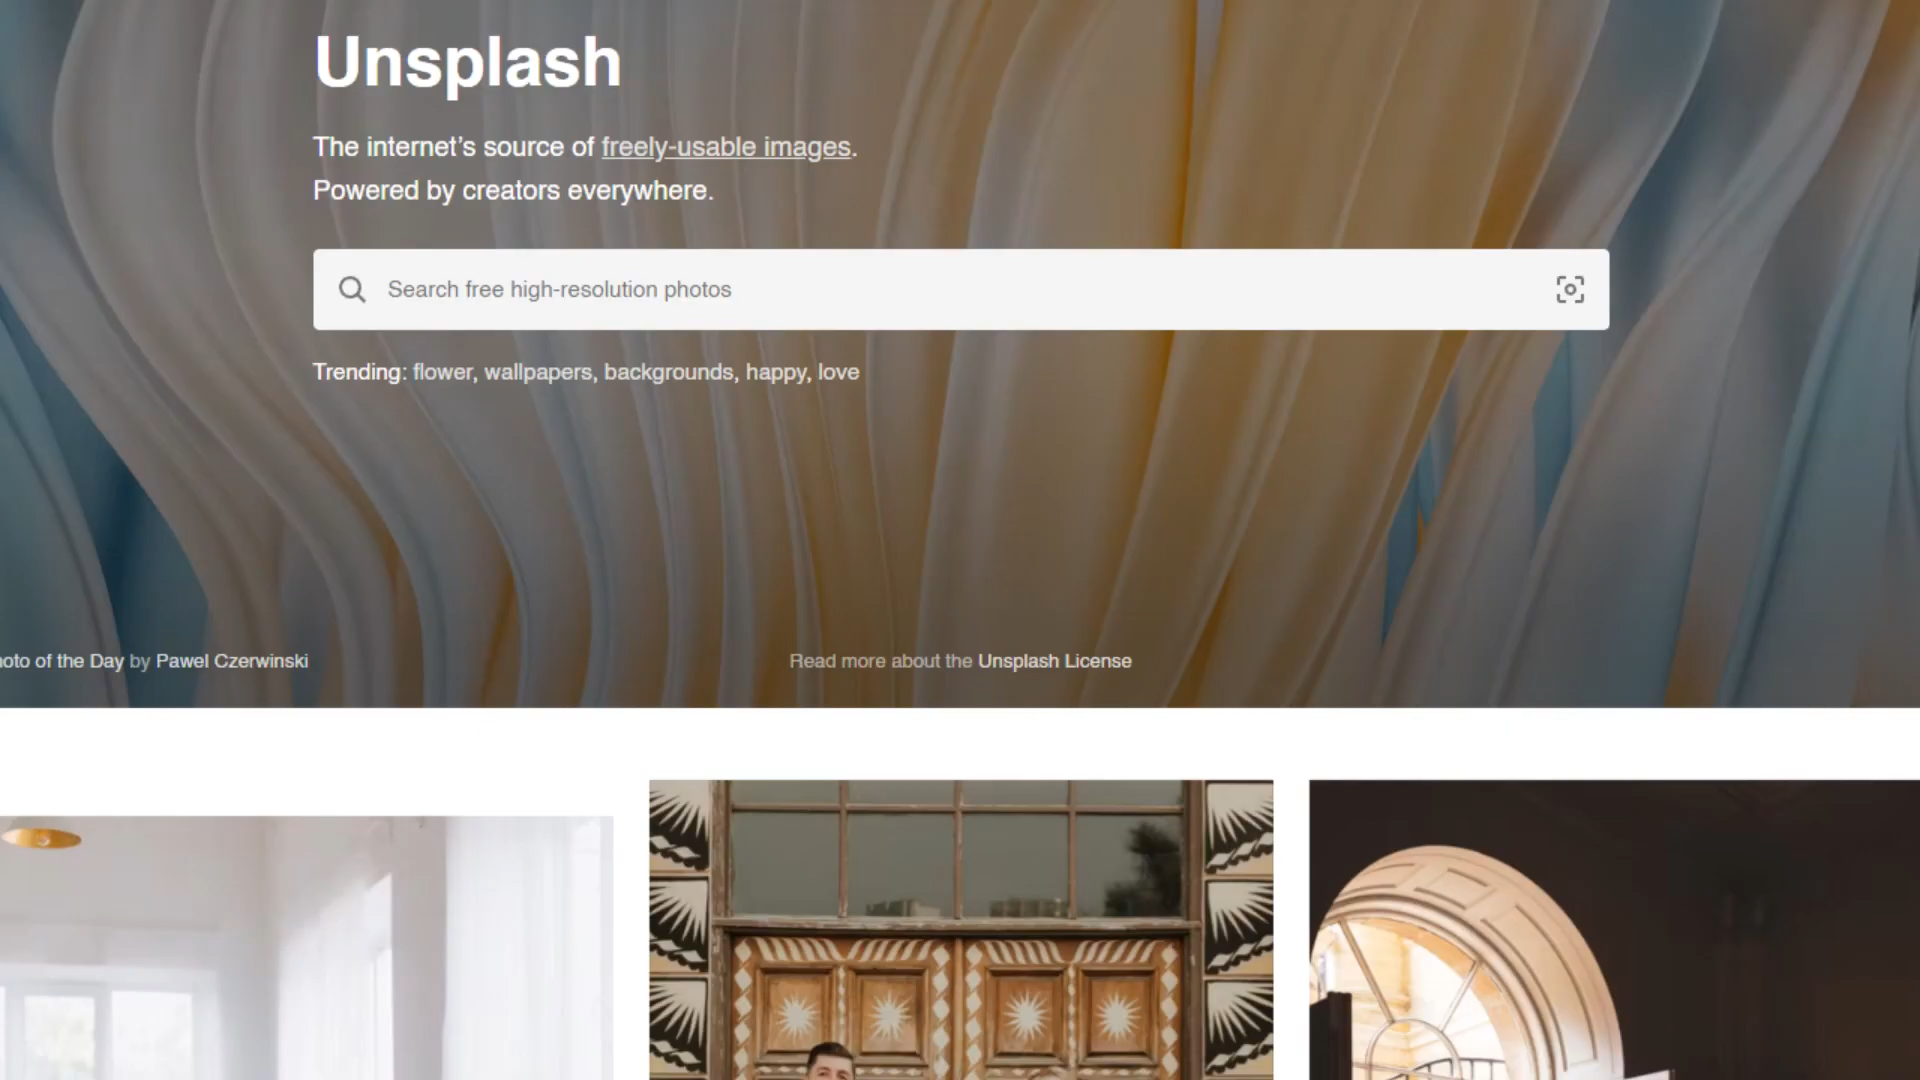 Unsplash
The internet’s source of freely-usable images.
Powered by creators everywhere.
Search free high-resolution photos
Trending: flower, wallpapers, backgrounds, happy, love
oto of the Day by Pawel Czerwinski
Read more about the Unsplash License